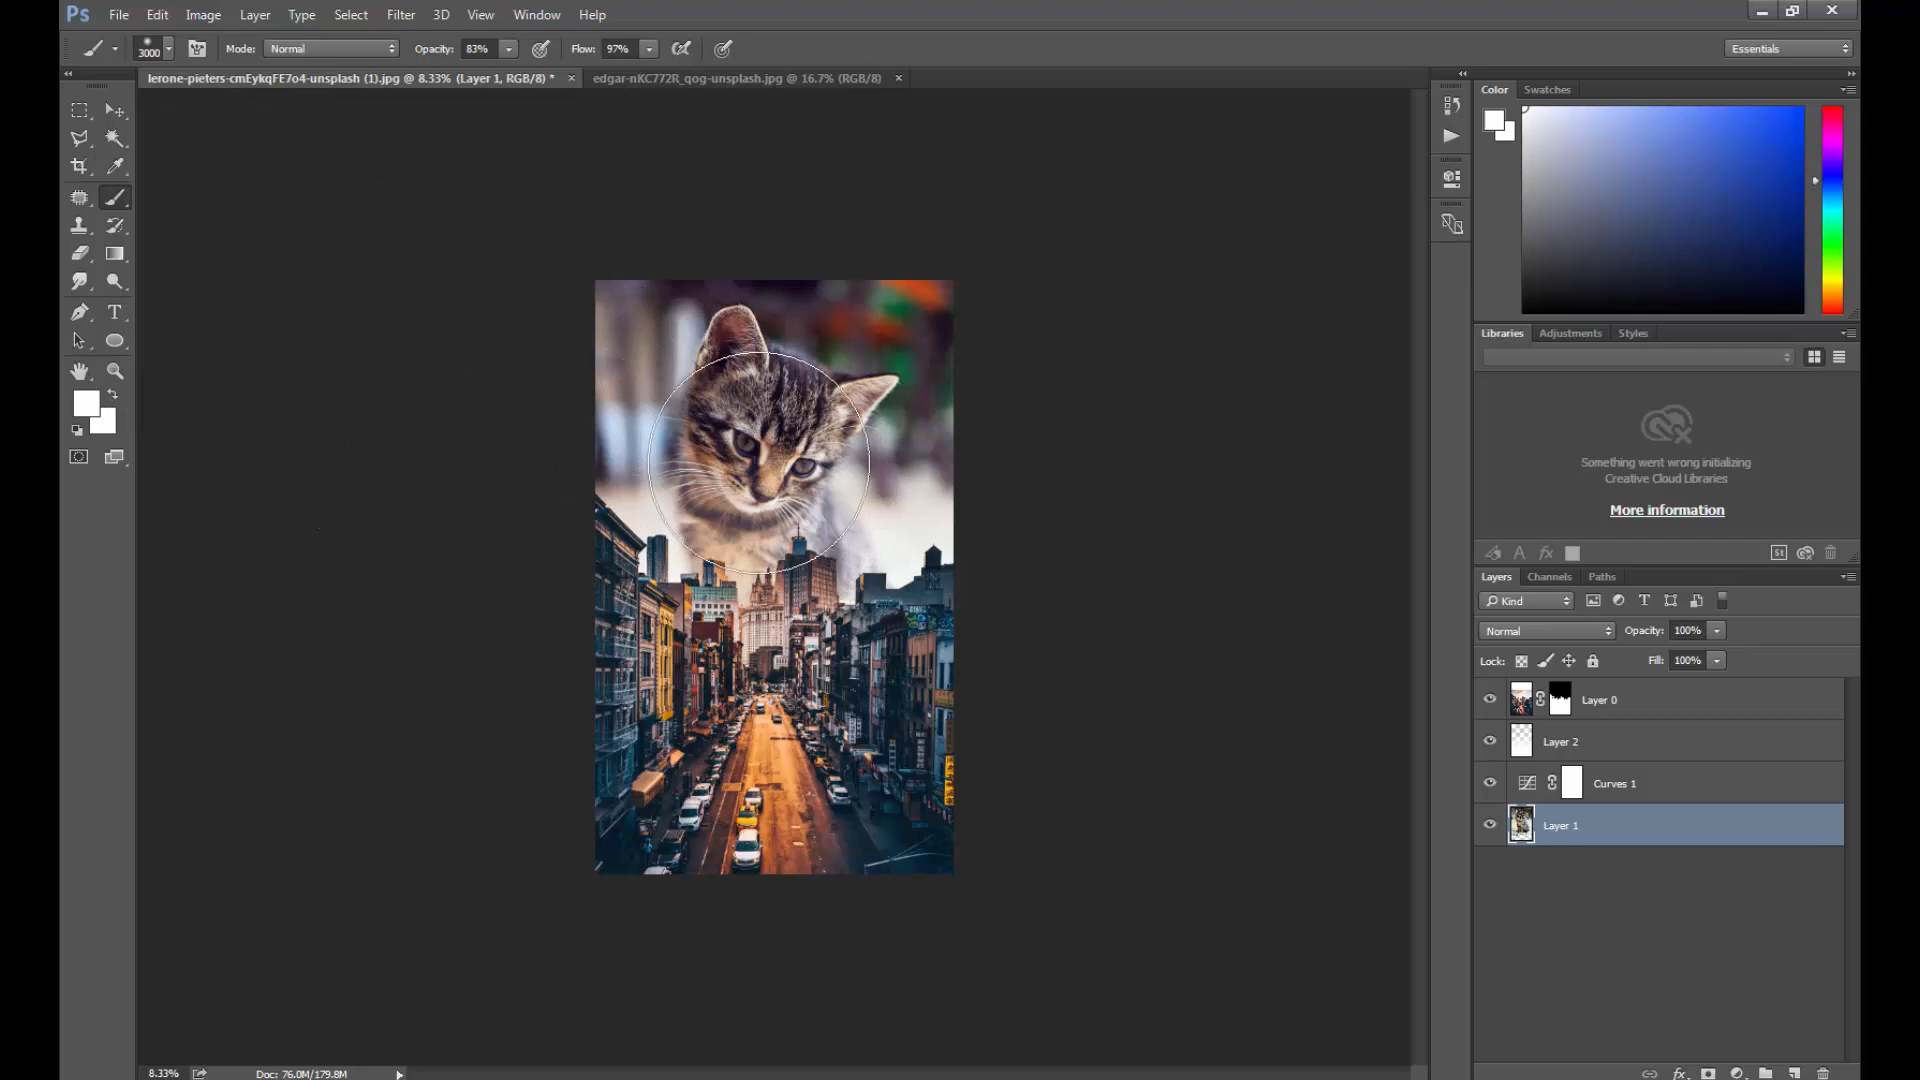 Ps File Edit Image Layer Type Select Filter 3D View Window Help
3000 Mode: Normal Opacity: 83% Flow: 97% Essentials
lerone-pieters-cmEykqFE7o4-unsplash (1).jpg @ 8.33% (Layer 1, RGB/8) * edgar-nKC772R_qog-unsplash.jpg @ 16.7% (RGB/8)
Color Swatches
Libraries Adjustments Styles
Something went wrong initializing
Creative Cloud Libraries
More information
St
Layers Channels Paths
Kind
Normal Opacity: 100%
Lock: Fill: 100%
Layer 0
Layer 2
Curves 1
Layer 1
8.33% Doc: 76.0M/179.8M